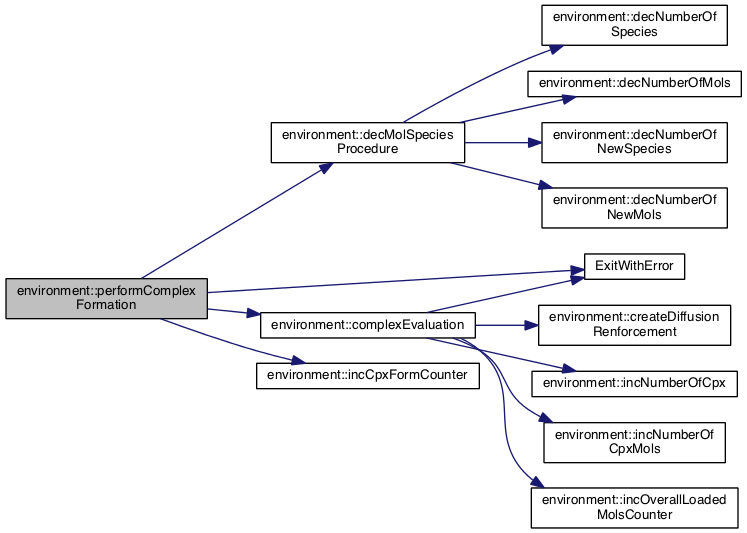 environment::decNumberOf
Species
environment::decNumberOfMols
environment::decMolSpecies
Procedure
environment::decNumberOf
NewSpecies
environment::decNumberOf
NewMols
ExitWithError
environment::performComplex
Formation
environment::complexEvaluation
environment::createDiffusion
Renforcement
environment::incCpxFormCounter
environment::incNumberOfCpx
environment::incNumberOf
CpxMols
environment::incOverallLoaded
MolsCounter